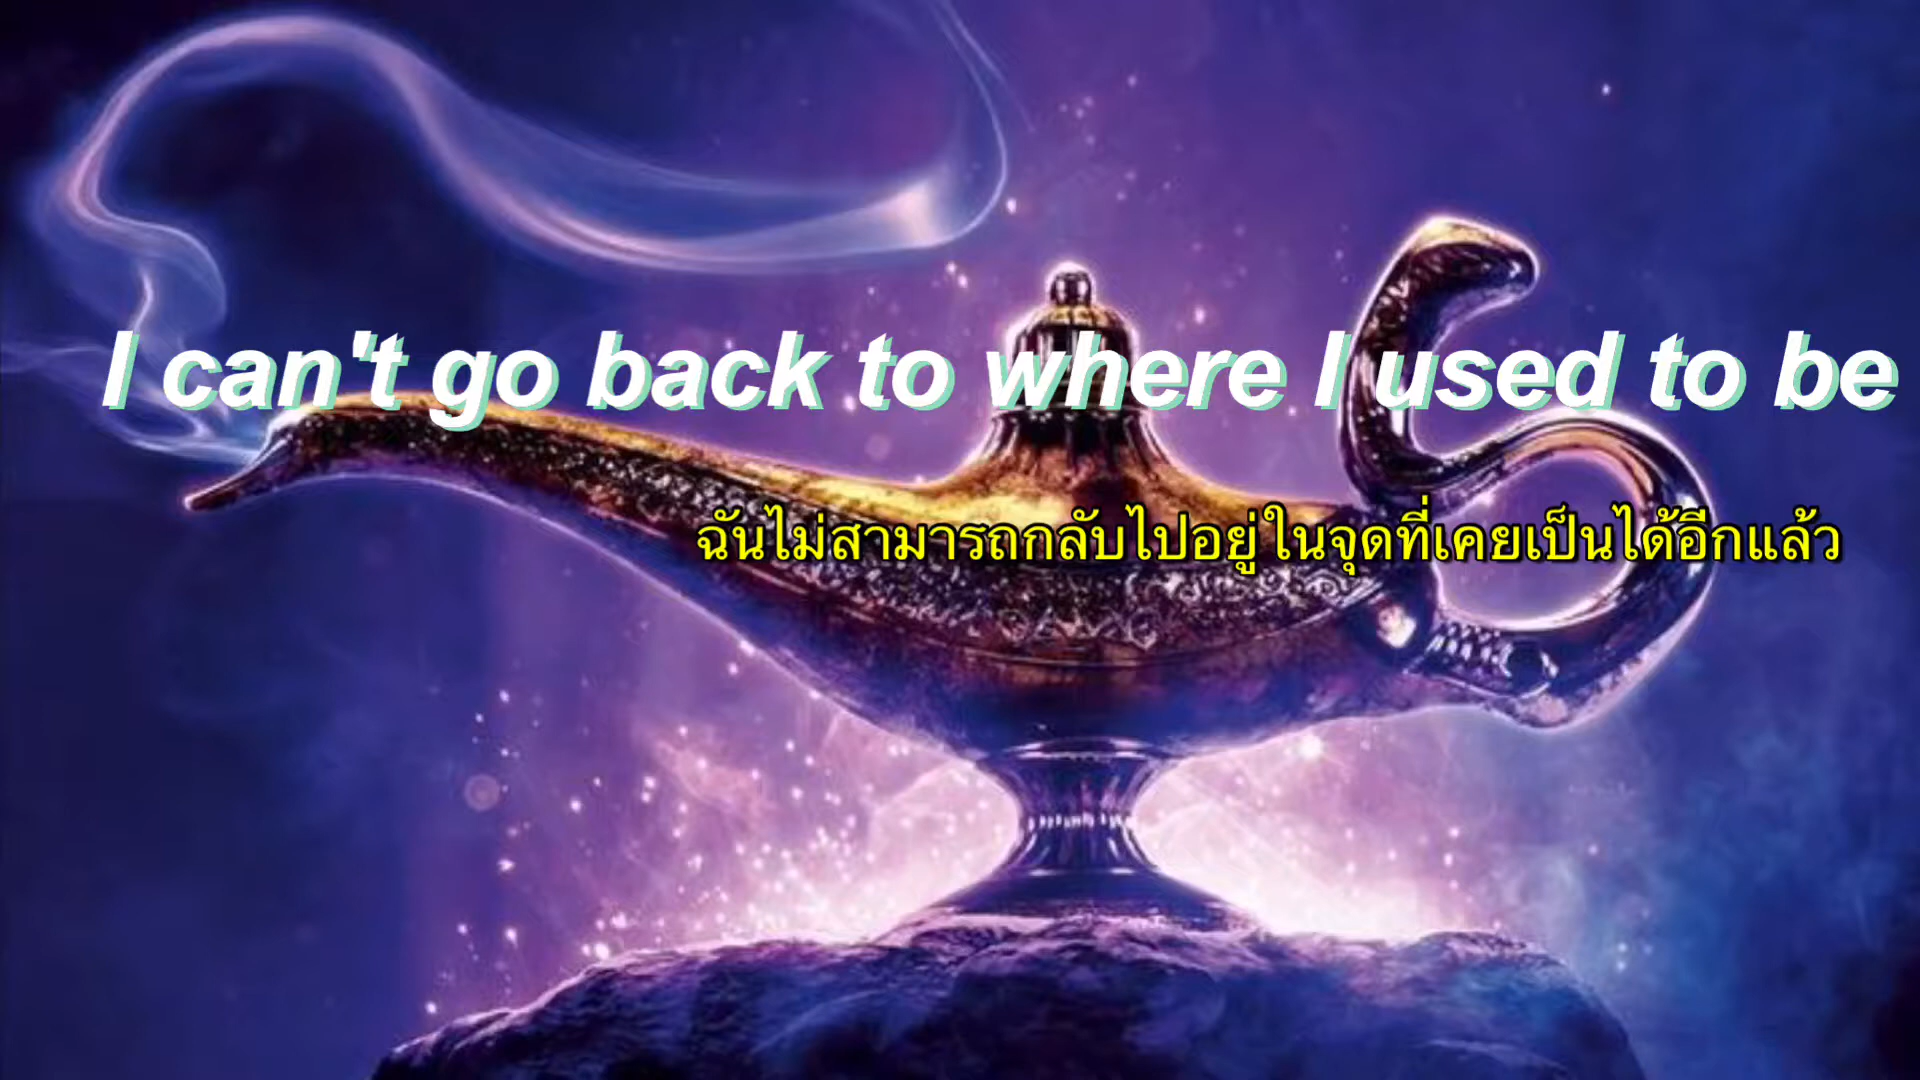 I can't go back to where I used to be
ฉันไม่สามารถกลับไปอยู่ในจุดที่เคยเป็นได้อีกแล้ว